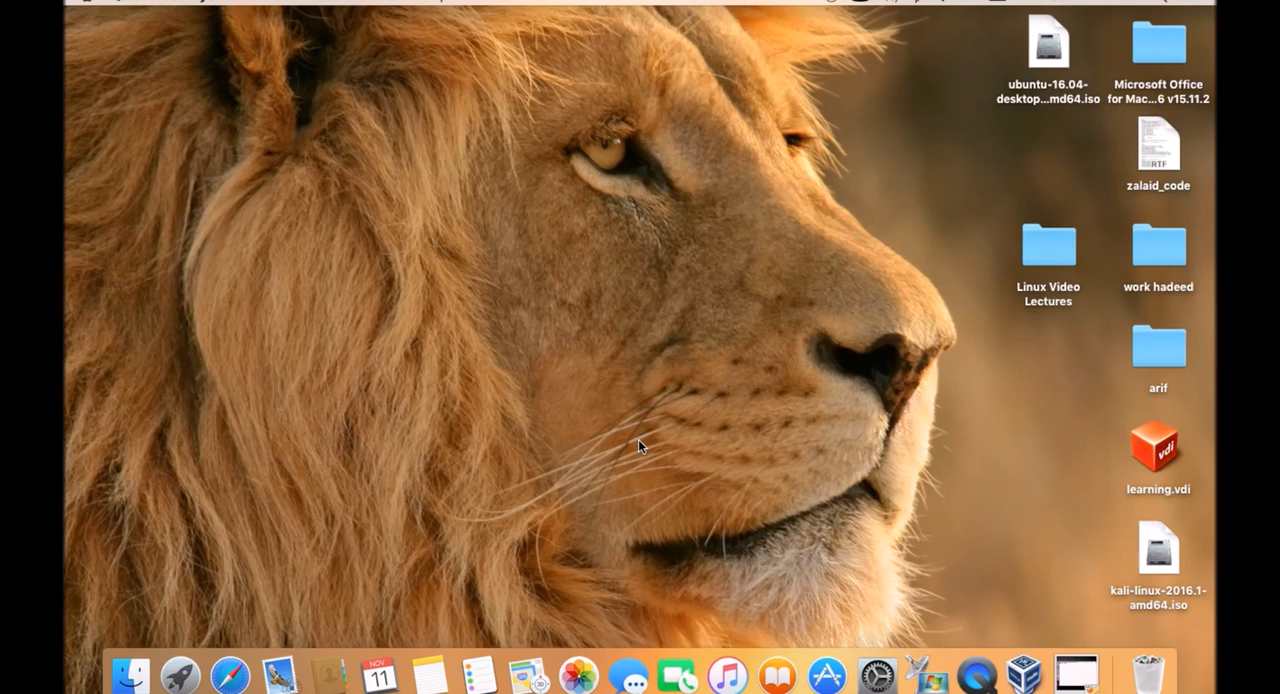 ubuntu-16.04-
desktop...md64.iso
Microsoft Office
for Mac...6 v15.11.2
RTF
zalaid_code
Linux Video
Lectures
work hadeed
arif
vdi
learning.vdi
kali-linux-2016.1-
amd64.iso
NOV
11